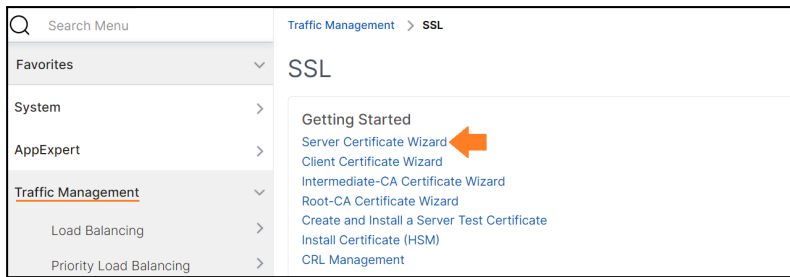 Search Menu
Favorites
System
AppExpert
Traffic Management
Load Balancing
Priority Load Balancing
Traffic Management > SSL
SSL
Getting Started
Server Certificate Wizard
Client Certificate Wizard
Intermediate-CA Certificate Wizard
Root-CA Certificate Wizard
Create and Install a Server Test Certificate
Install Certificate (HSM)
CRL Management